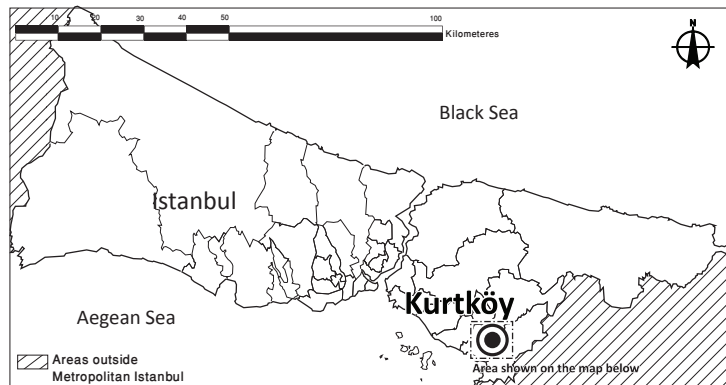 10 20 30 40 50 100
Kilometeres
N
Black Sea
Istanbul
Kurtköy
Aegean Sea
Area shown on the map below
Areas outside
Metropolitan Istanbul